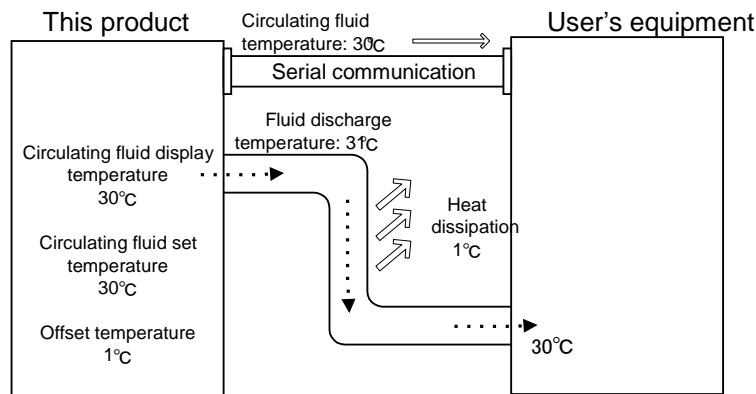 This product
Circulating fluid
temperature: 30℃
User's equipment
Serial communication
Fluid discharge
temperature: 31℃
Circulating fluid display
temperature
30℃
Heat
dissipation
1℃
Circulating fluid set
temperature
30℃
Offset temperature
1℃
30℃